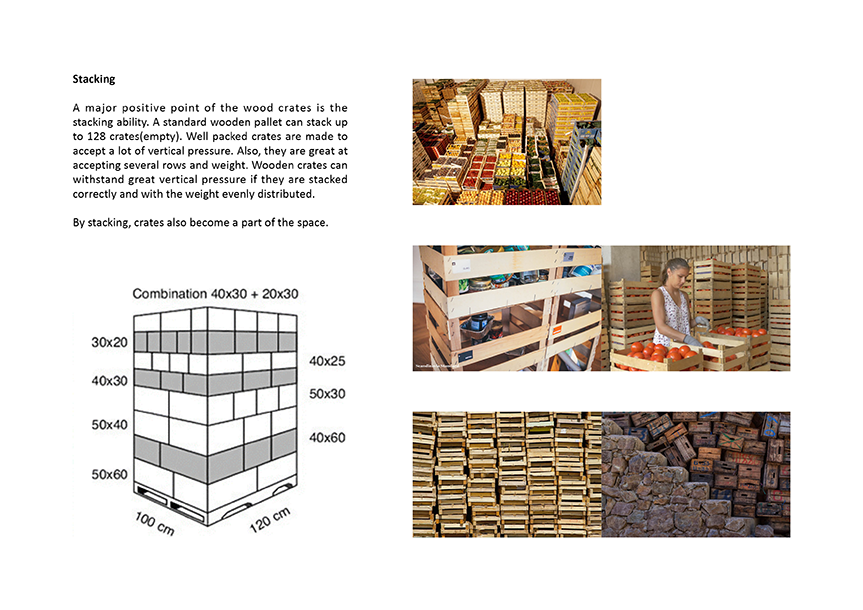 Stacking
A major positive point of the wood crates is the
stacking ability. A standard wooden pallet can stack up
to 128 crates(empty). Well packed crates are made to
accept a lot of vertical pressure. Also, they are great at
accepting several rows and weight. Wooden crates can
withstand great vertical pressure if they are stacked
correctly and with the weight evenly distributed.
By stacking, crates also become a part of the space.
Combination 40x30 + 20x30
30x20
40x25
40x30
50x30
50x40
40x60
50x60
100 cm
120 cm